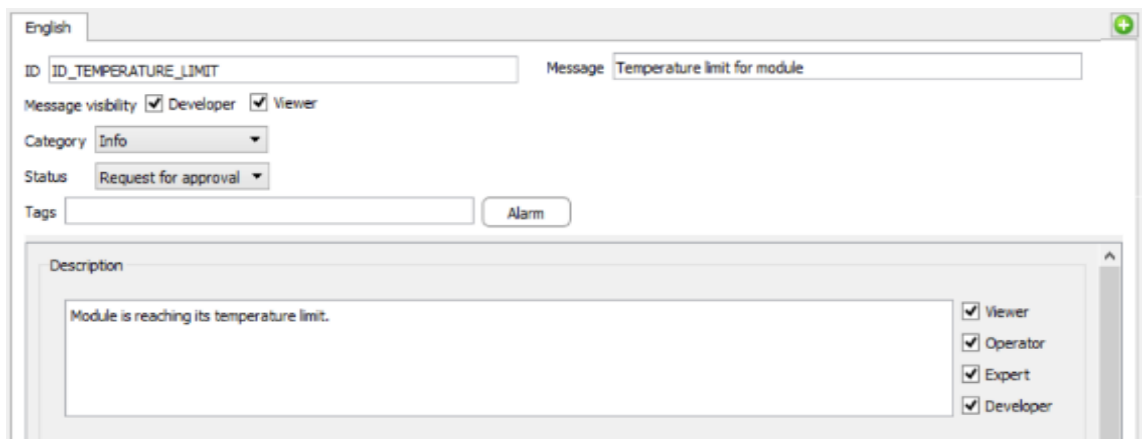 English
ID ID_TEMPERATURE_LIMIT Message Temperature limit for module
Message visibility Developer Viewer
Category Info
Status Request for approval
Tags Alarm
Description
Module is reaching its temperature limit. Viewer
Operator
Expert
Developer